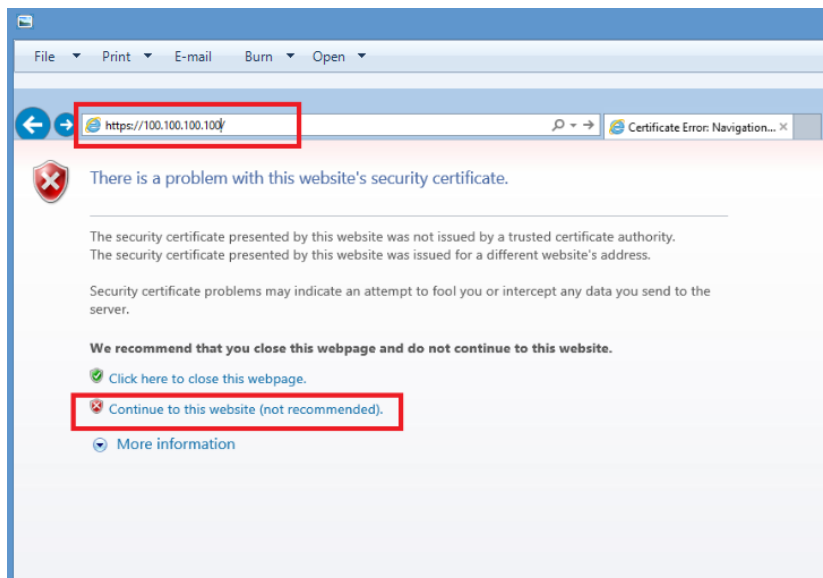 File Print E-mail Burn Open
https://100.100.100.100/
Certificate Error: Navigation...
There is a problem with this website's security certificate.
The security certificate presented by this website was not issued by a trusted certificate authority.
The security certificate presented by this website was issued for a different website's address.
Security certificate problems may indicate an attempt to fool you or intercept any data you send to the
server.
We recommend that you close this webpage and do not continue to this website.
Click here to close this webpage.
Continue to this website (not recommended).
More information